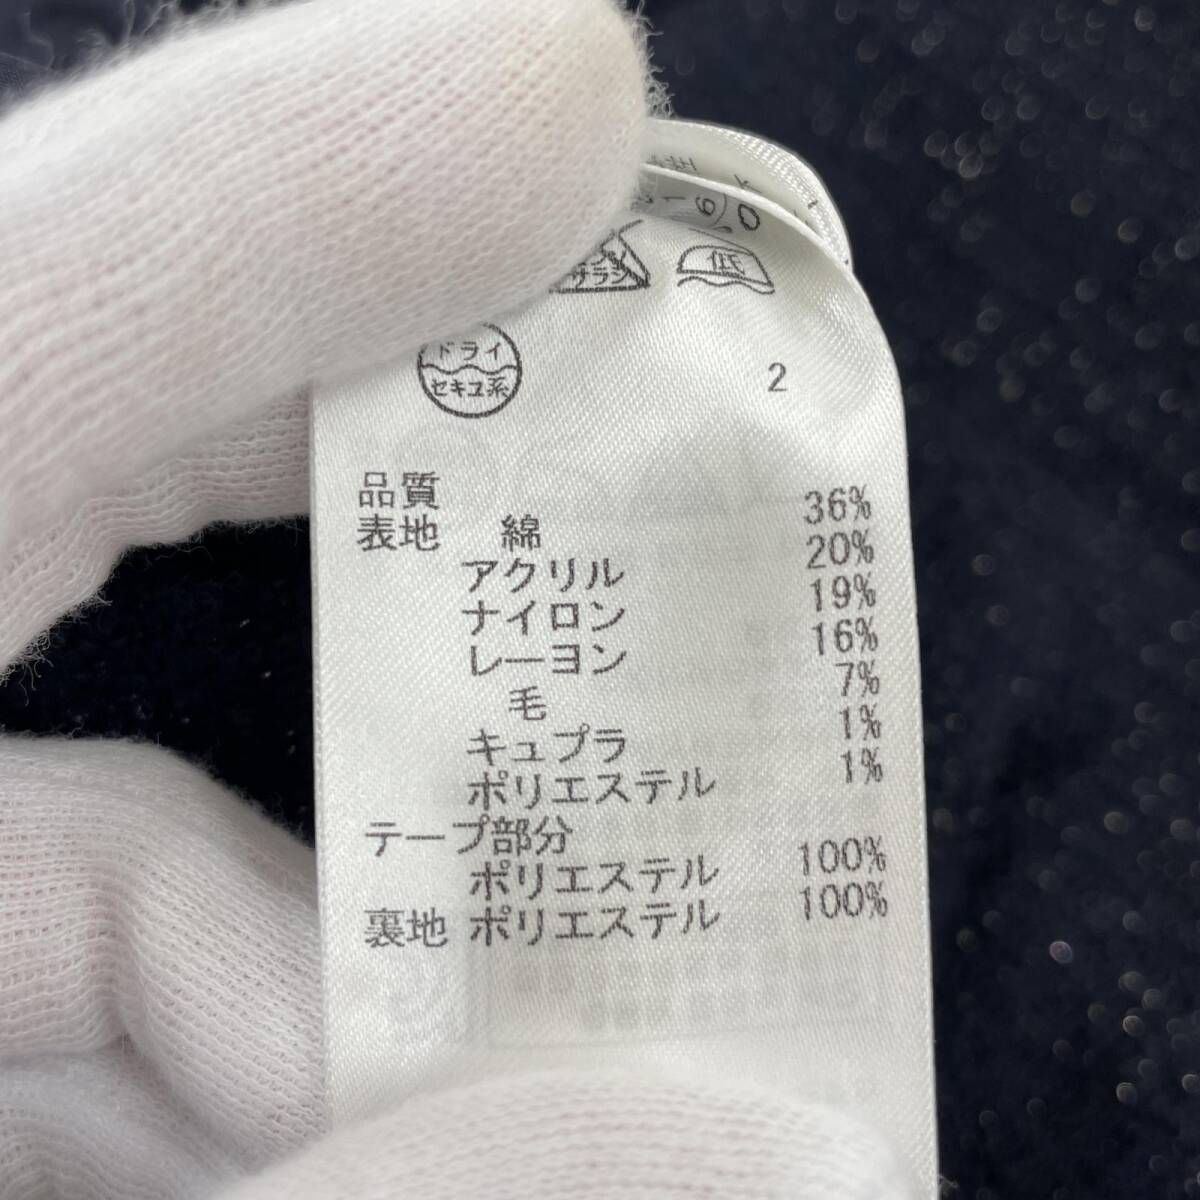 サラン
低
ドライ
セキユ系
2
品質
表地 綿 36%
アクリル 20%
ナイロン 19%
レーヨン 16%
毛 7%
キュプラ 1%
ポリエステル 1%
テープ部分
ポリエステル 100%
裏地 ポリエステル 100%